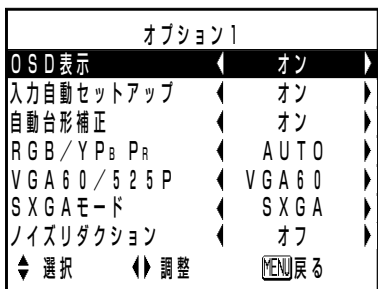 オプション1
OSD表示 オン
入力自動セットアップ オン
自動台形補正 オン
RGB/YPB PR AUTO
VGA60/525P VGA60
SXGAモード SXGA
ノイズリダクション オフ
選択 調整 MENU戻る